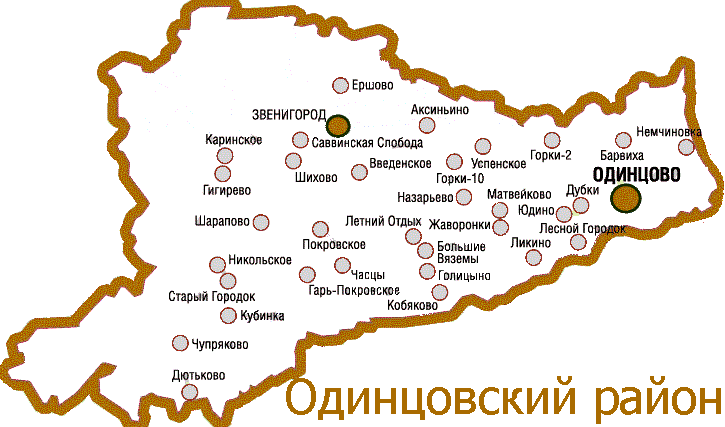 Ершово
Аксиньино
ЗВЕНИГОРОД
Немчиновка
Каринское
Саввинская Слобода
Введенское
Успенское
Горки-2
Барвиха
Шихово
Горки-10
ОДИНЦОВО
Гигирево
Назарьево
Матвейково
Дубки
Юдино
Шарапово
Летний Отдых
Жаворонки
Лесной Городок
Покровское
Большие
Вяземы
Ликино
Никольское
Часцы
Голицыно
Старый Городок
Гарь-Покровское
Кобяково
Кубинка
Чупряково
Дютьково
Одинцовский район